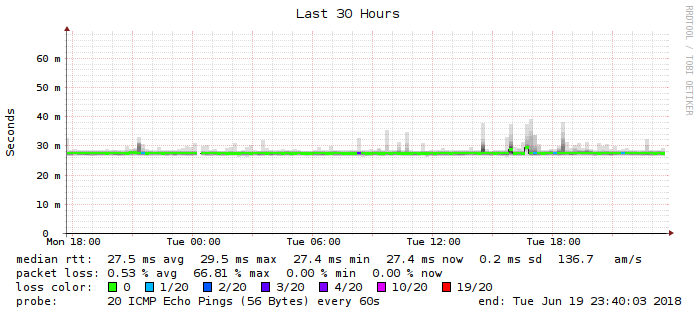 Last 30 Hours
RRDTOOL / TOBI OETIKER
Seconds
60 m
50 m
40 m
30 m
20 m
10 m
0
Mon 18:00 Tue 00:00 Tue 06:00 Tue 12:00 Tue 18:00
median rtt: 27.5 ms avg 29.5 ms max 27.4 ms min 27.4 ms now 0.2 ms sd 136.7 am/s
packet loss: 0.53 % avg 66.81 % max 0.00 % min 0.00 % now
loss color: 0 1/20 2/20 3/20 4/20 10/20 19/20
probe: 20 ICMP Echo Pings (56 Bytes) every 60s end: Tue Jun 19 23:40:03 2018